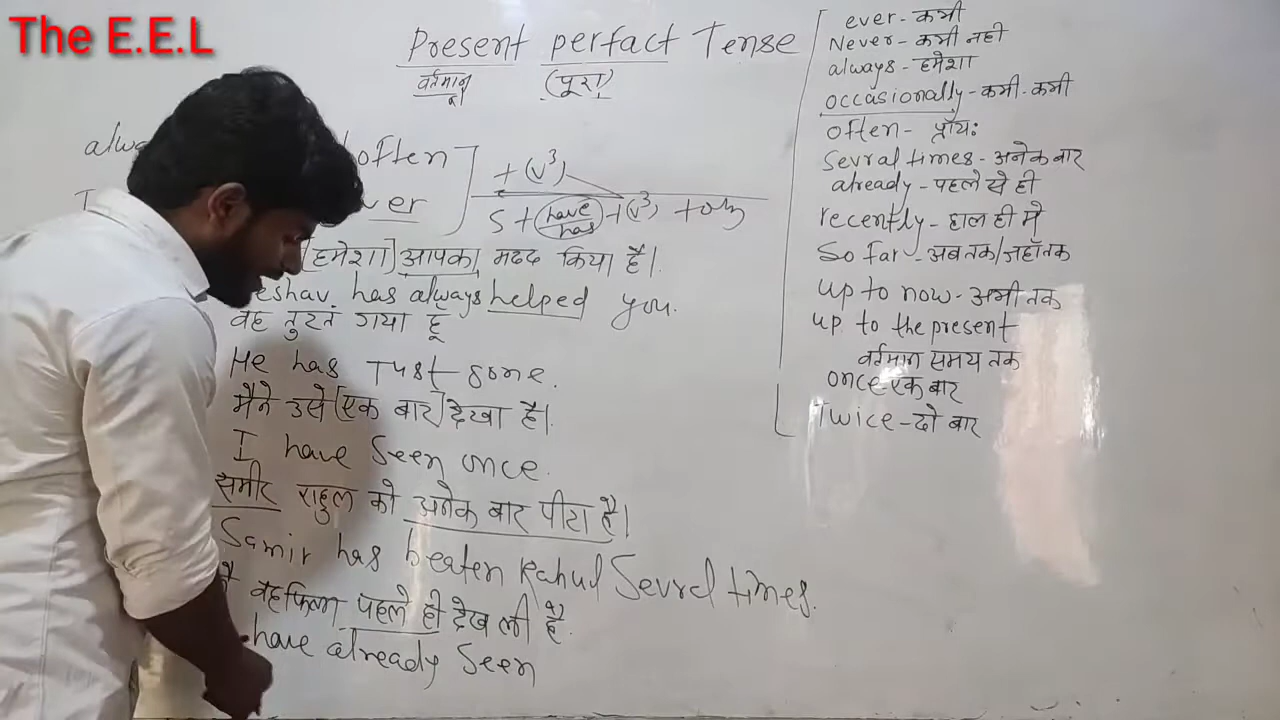 The E.E.L
Present perfact Tense
वर्तमान (पूरा)
often
+ (V³)
S + have has + (V³) +
[हमेशा] आपका मदद किया है।
has always helped you.
वह तुरतं गया हूँ
He has Just gone.
मैने उसे [एक बार] देखा है।
I have Seen once.
समीर राहुल को अनेक बार पीटा है।
Samir has beaten Rahul Sevral times.
वह फिल्म पहले ही देख ली है.
have already Seen
ever - कभी
Never - कभी नही
always - हमेशा
occasionally - कभी-कभी
often - प्रॉयः
Sevral times - अनेक बार
already - पहले से ही
recently - हाल ही मे
So far - अब तक/जहाँ तक
up to now - अभी तक
up to the present
वर्तमान समय तक
once - एक बार
Twice - दो बार